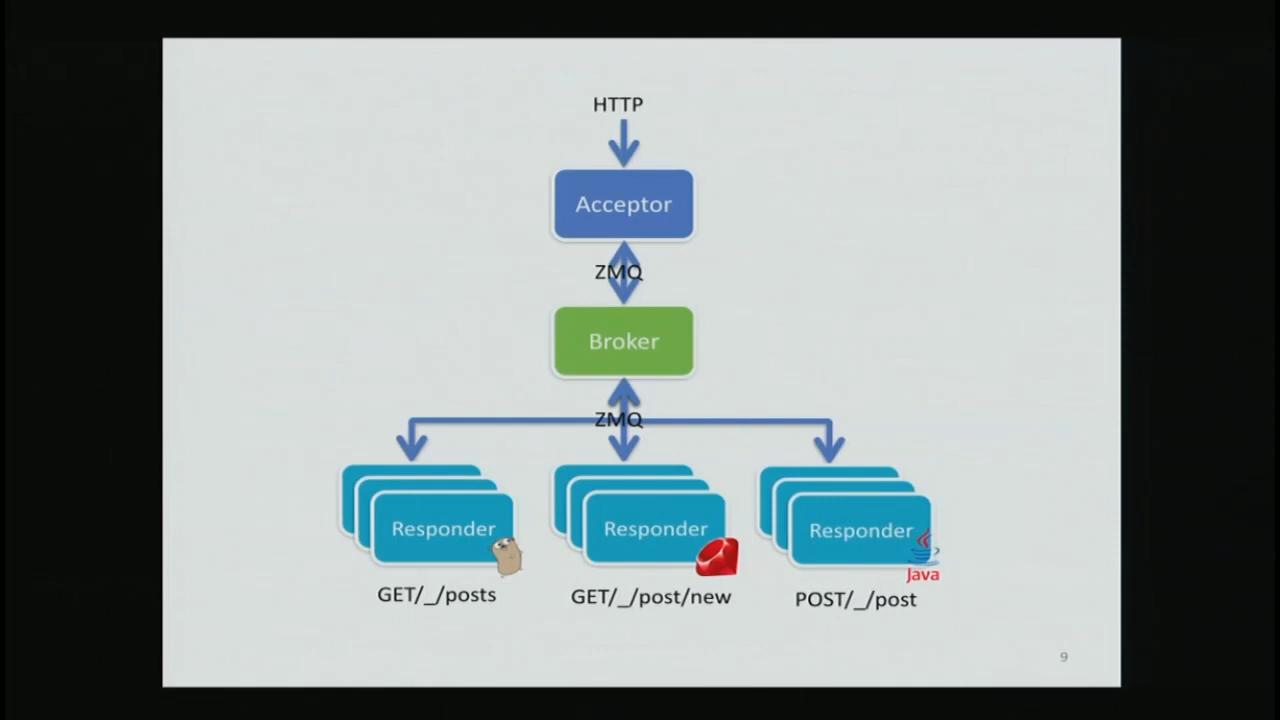 HTTP
Acceptor
ZMQ
Broker
ZMQ
Responder
Responder
Responder
Java
GET/_/posts
GET/_/post/new
POST/_/post
9